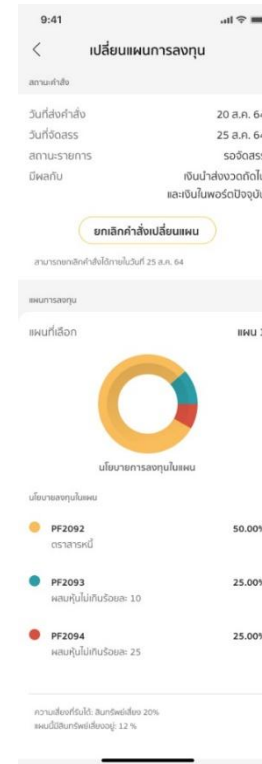 9:41
เปลี่ยนแผนการลงทุน
สถานะคำสั่ง
วันที่ส่งคำสั่ง 20 ส.ค. 64
วันที่จัดสรร 25 ส.ค. 64
สถานะรายการ รอจัดสรร
มีผลกับ เงินนำส่งงวดถัดไป
และเงินในพอร์ตปัจจุบัน
ยกเลิกคำสั่งเปลี่ยนแผน
สามารถยกเลิกคำสั่งได้ภายในวันที่ 25 ส.ค. 64
แผนการลงทุน
แผนที่เลือก แผน
นโยบายการลงทุนในแผน
นโยบายลงทุนในแผน
PF2092 50.00%
ตราสารหนี้
PF2093 25.00%
ผสมหุ้นไม่เกินร้อยละ 10
PF2094 25.00%
ผสมหุ้นไม่เกินร้อยละ 25
ความเสี่ยงที่รับได้: สินทรัพย์เสี่ยง 20%
แผนนี้มีสินทรัพย์เสี่ยงอยู่: 12 %